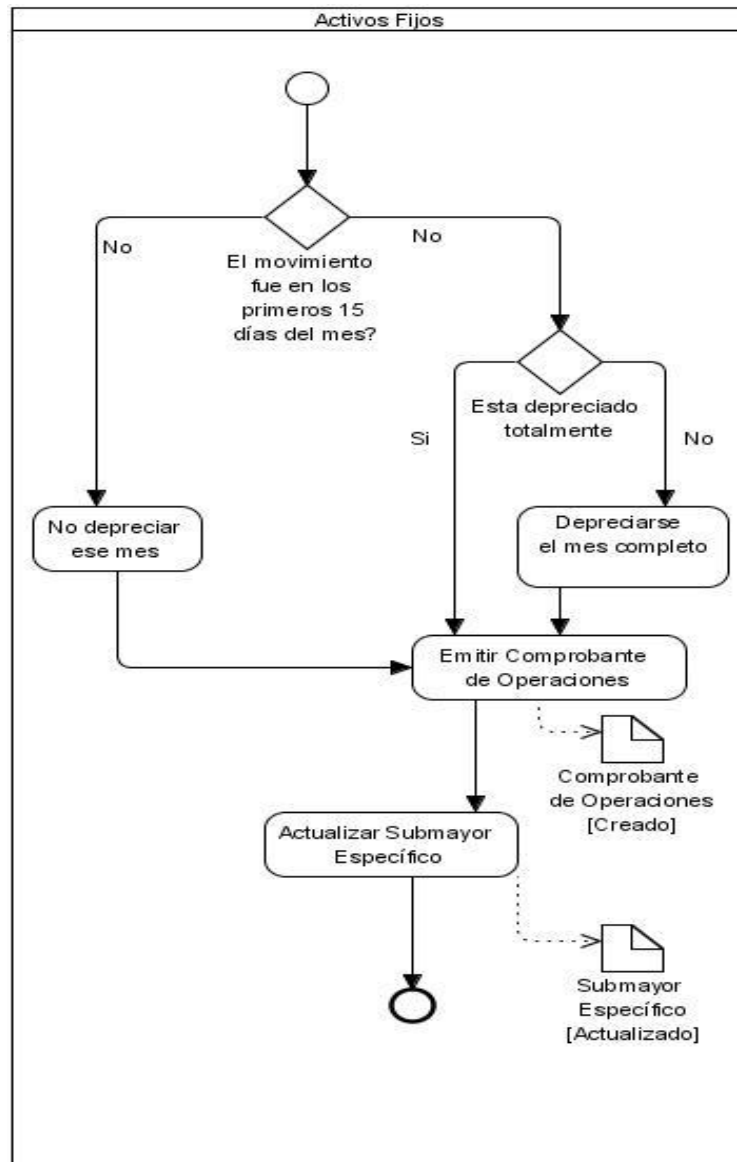 Activos Fijos
No
No
El movimiento
fue en los
primeros 15
días del mes?
Esta depreciado
totalmente
Si
No
No depreciar
ese mes
Depreciarse
el mes completo
Emitir Comprobante
de Operaciones
Comprobante
de Operaciones
[Creado]
Actualizar Submayor
Específico
Submayor
Específico
[Actualizado]